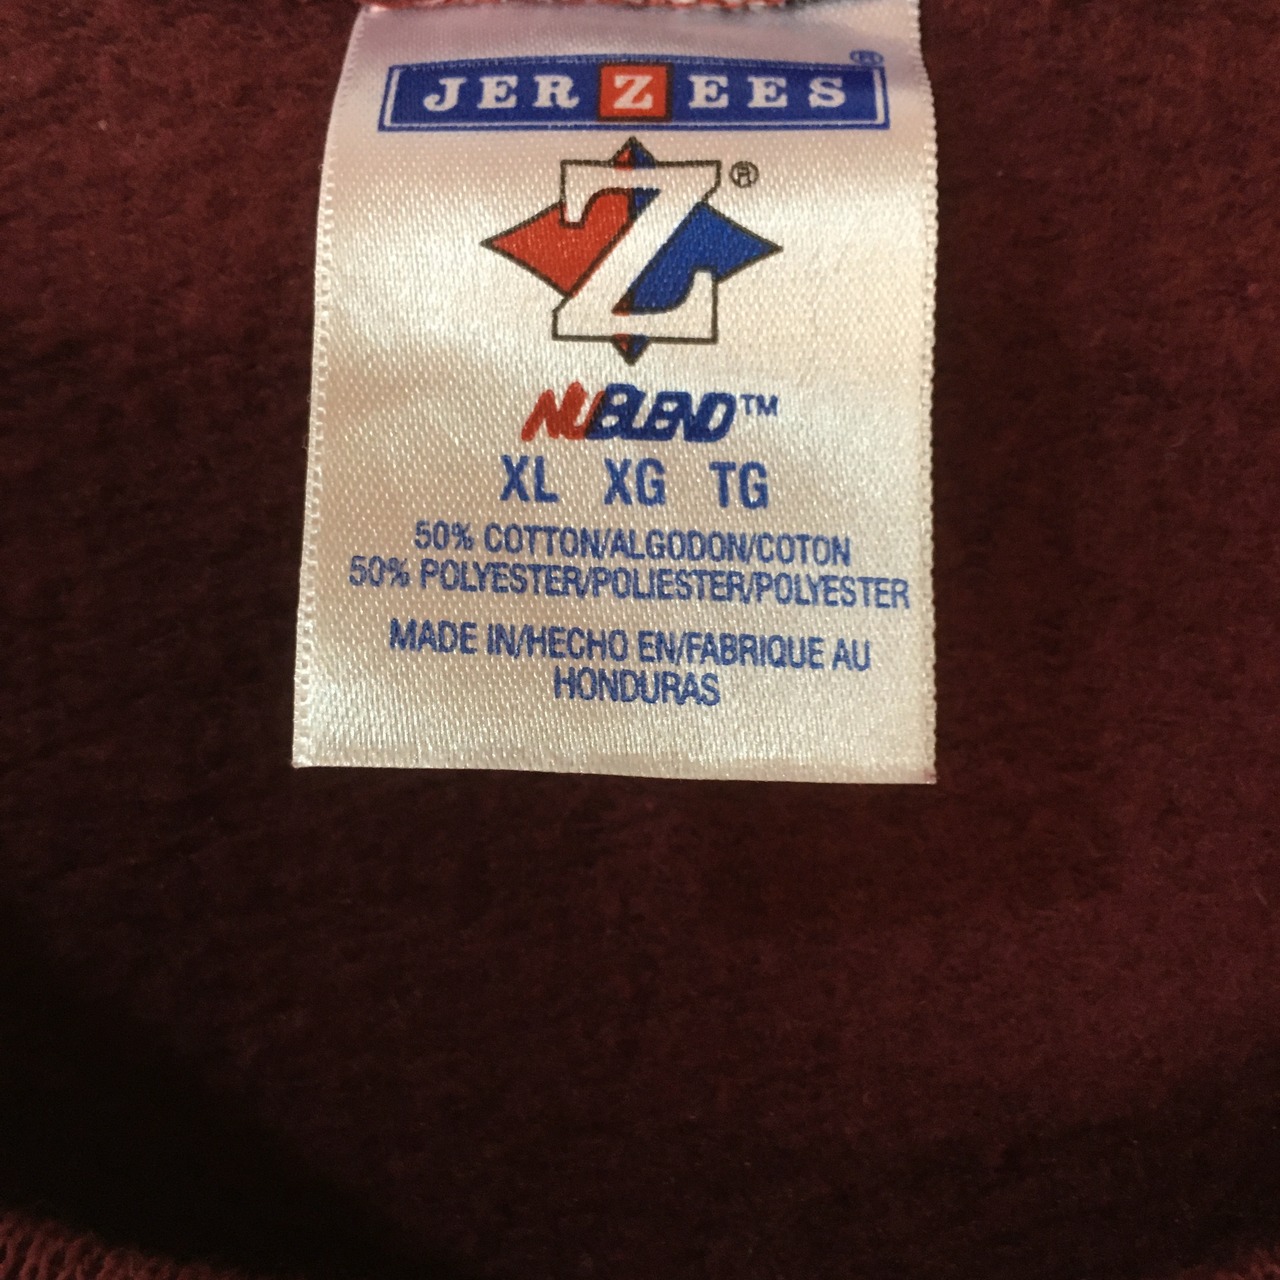 JERZEES®
Z®
NUBLEND™
XL XG TG
50% COTTON/ALGODON/COTON
50% POLYESTER/POLIESTER/POLYESTER
MADE IN/HECHO EN/FABRIQUE AU
HONDURAS